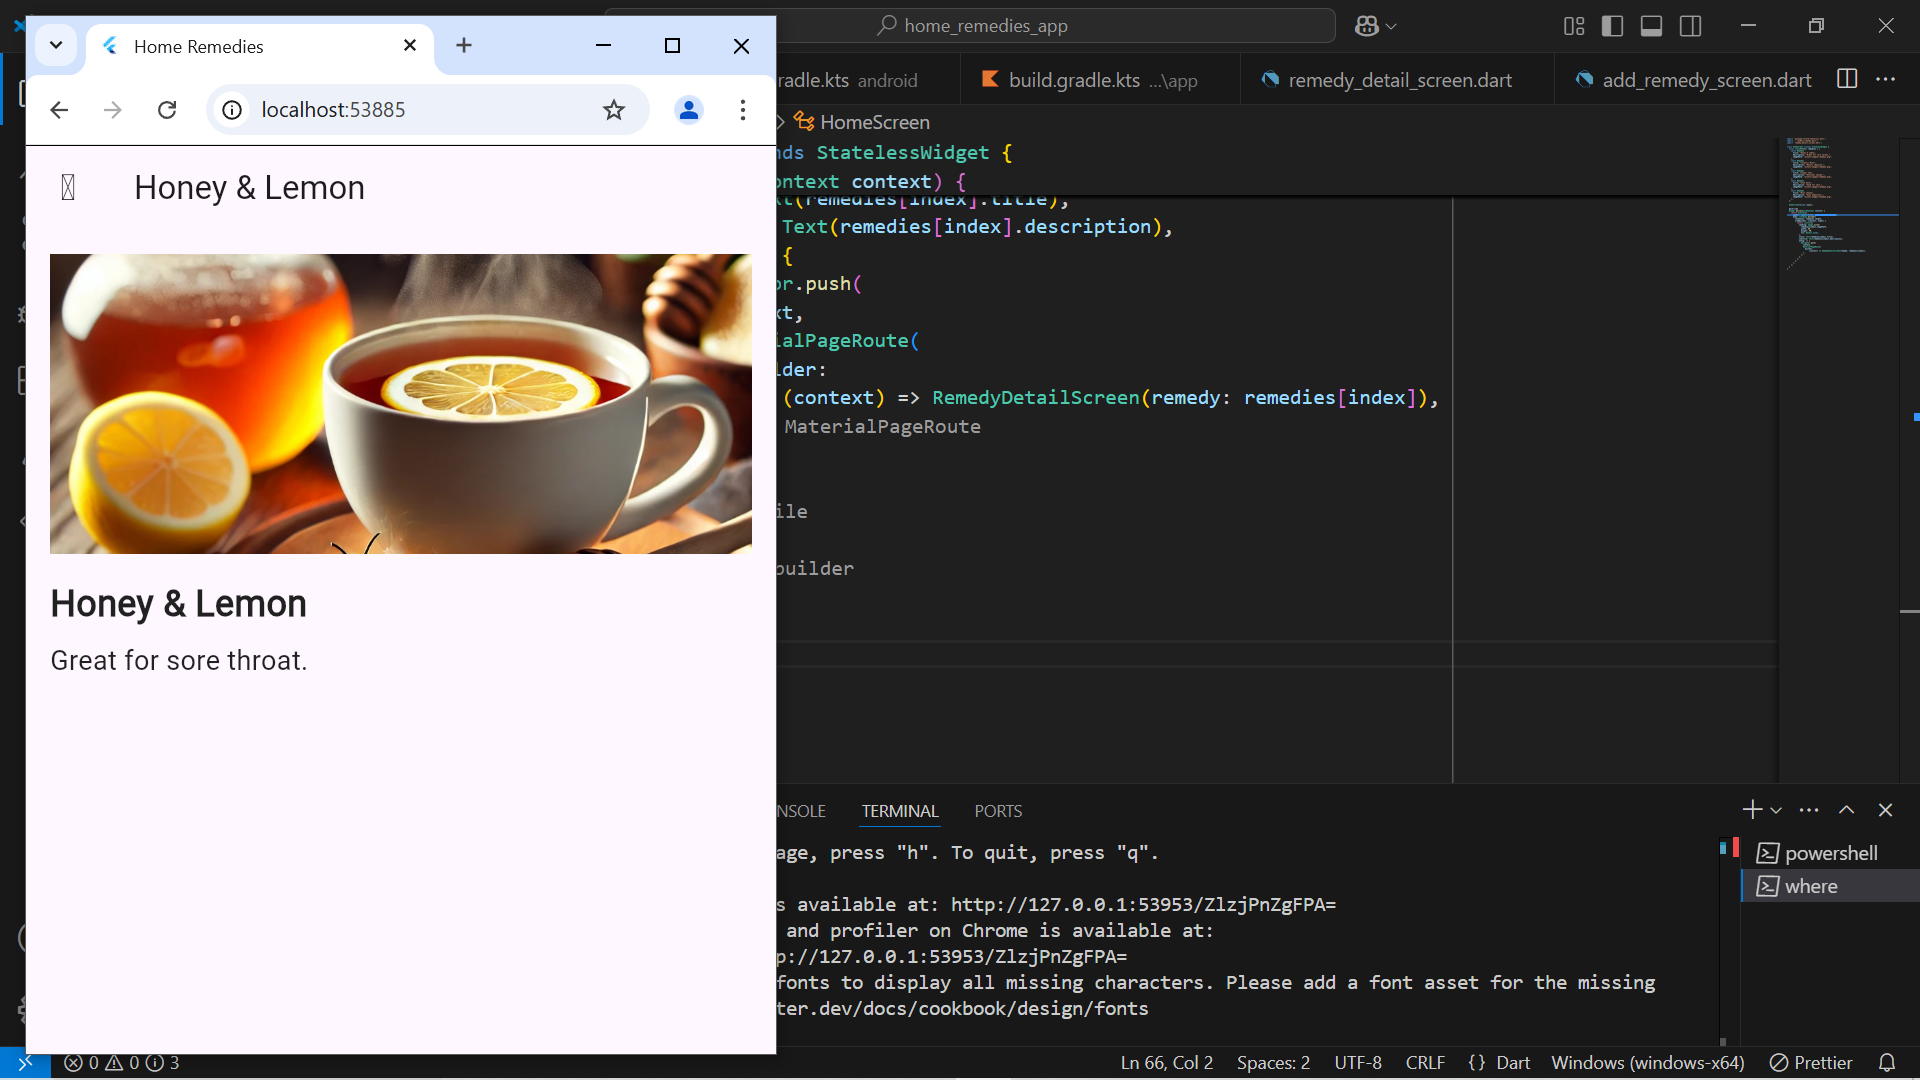 Home Remedies
localhost:53885
Honey & Lemon
Honey & Lemon
Great for sore throat.
home_remedies_app
radle.kts android
build.gradle.kts ...\app
remedy_detail_screen.dart
add_remedy_screen.dart
HomeScreen
nds StatelessWidget {
ontext context) {
xt(remedies[index].title),
Text(remedies[index].description),
{
or.push(
xt,
ialPageRoute(
lder:
(context) => RemedyDetailScreen(remedy: remedies[index]),
MaterialPageRoute
ile
builder
NSOLE
TERMINAL
PORTS
age, press "h". To quit, press "q".
s available at: http://127.0.0.1:53953/ZlzjPnZgFPA=
and profiler on Chrome is available at:
p://127.0.0.1:53953/ZlzjPnZgFPA=
fonts to display all missing characters. Please add a font asset for the missing
ter.dev/docs/cookbook/design/fonts
powershell
where
0 0 3
Ln 66, Col 2
Spaces: 2
UTF-8
CRLF
{} Dart
Windows (windows-x64)
Prettier